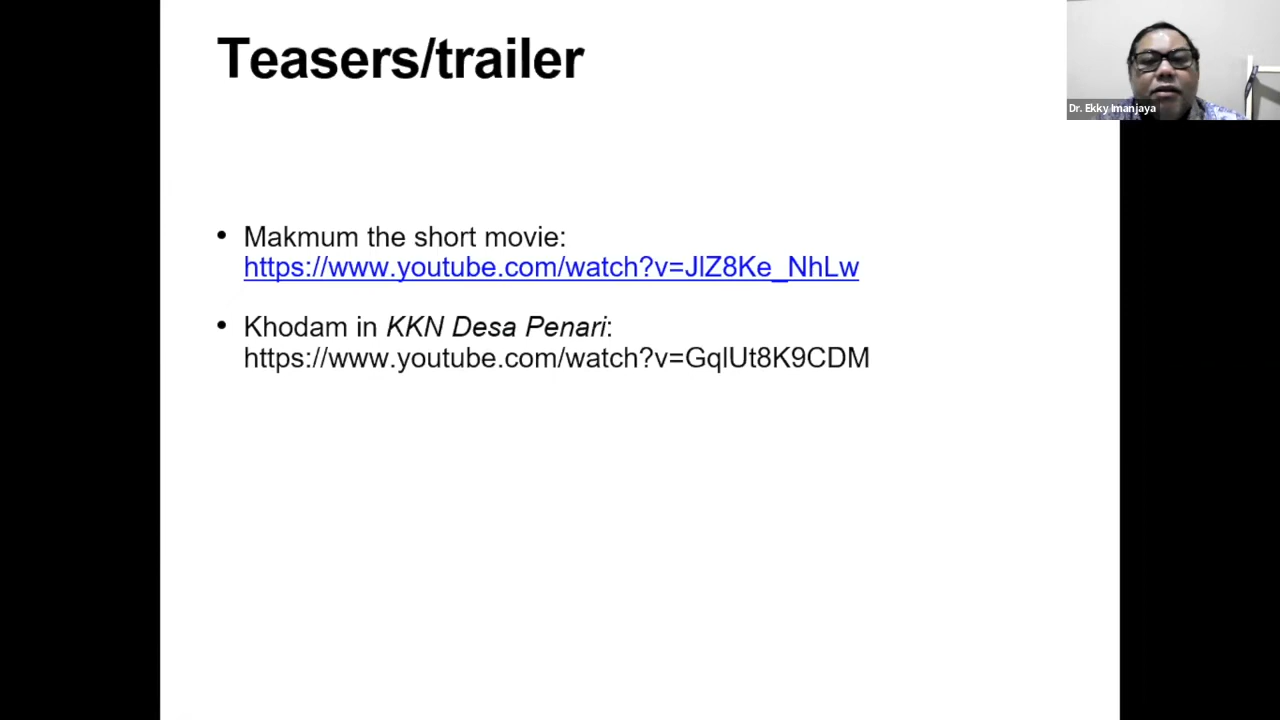 Teasers/trailer
Dr. Ekky Imanjaya
• Makmum the short movie:
https://www.youtube.com/watch?v=JlZ8Ke_NhLw
• Khodam in KKN Desa Penari:
https://www.youtube.com/watch?v=GqlUt8K9CDM